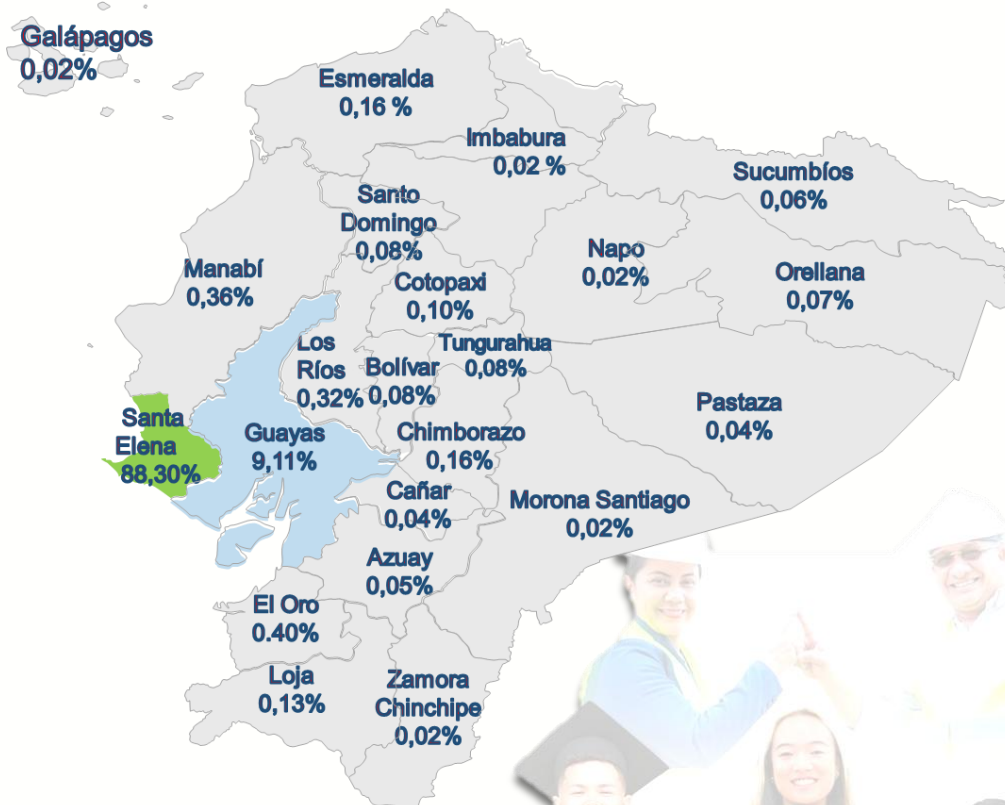 Galápagos
0,02%
Esmeralda
0,16 %
Imbabura
0,02 %
Sucumbíos
0,06%
Santo
Domingo
0,08%
Napo
0,02%
Orellana
0,07%
Manabí
0,36%
Cotopaxi
0,10%
Los
Ríos
0,32%
Bolívar
0,08%
Tungurahua
0,08%
Pastaza
0,04%
Santa
Elena
88,30%
Guayas
9,11%
Chimborazo
0,16%
Cañar
0,04%
Morona Santiago
0,02%
Azuay
0,05%
El Oro
0.40%
Loja
0,13%
Zamora
Chinchipe
0,02%